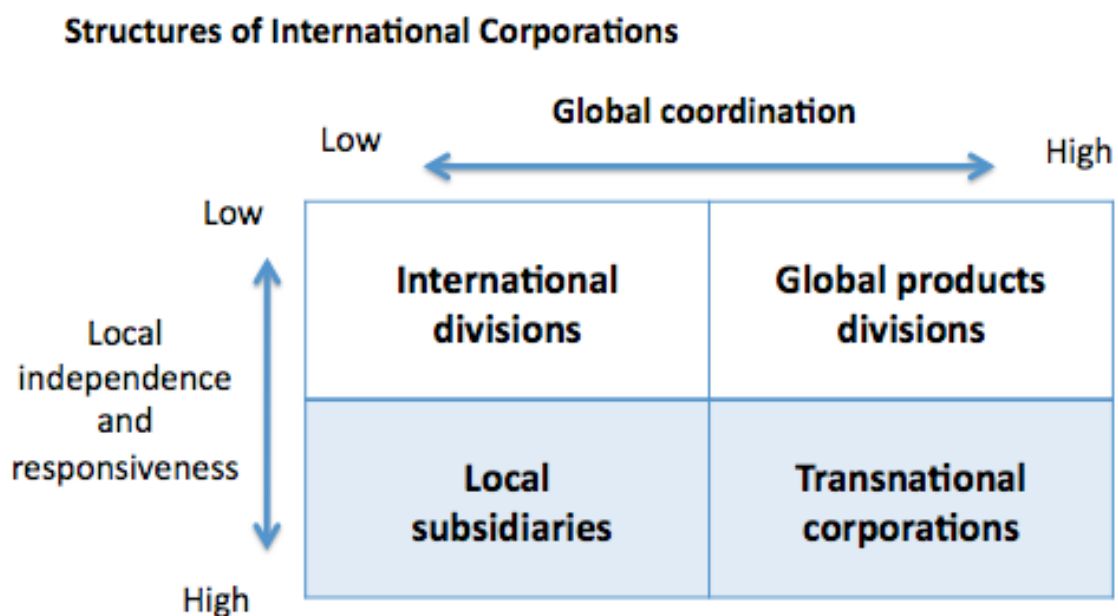 Structures of International Corporations
Global coordination
Low
High
Low
International
divisions
Global products
divisions
Local
independence
and
responsiveness
Local
subsidiaries
Transnational
corporations
High